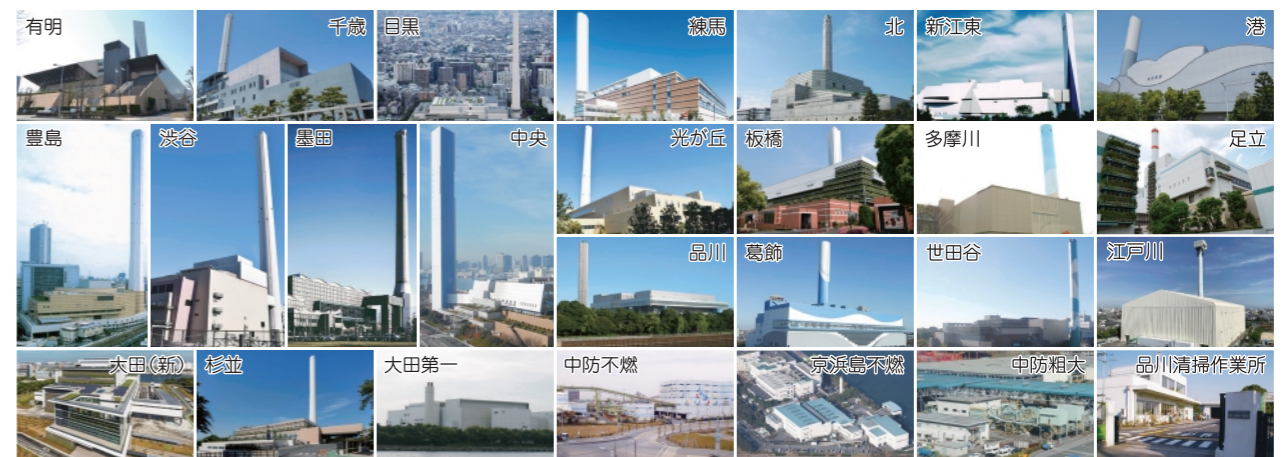 有明
千歳
目黒
練馬
北
新江東
港
豊島
渋谷
墨田
中央
光が丘
板橋
多摩川
足立
品川
葛飾
世田谷
江戸川
大田(新)
杉並
大田第一
中防不燃
京浜島不燃
中防粗大
品川清掃作業所